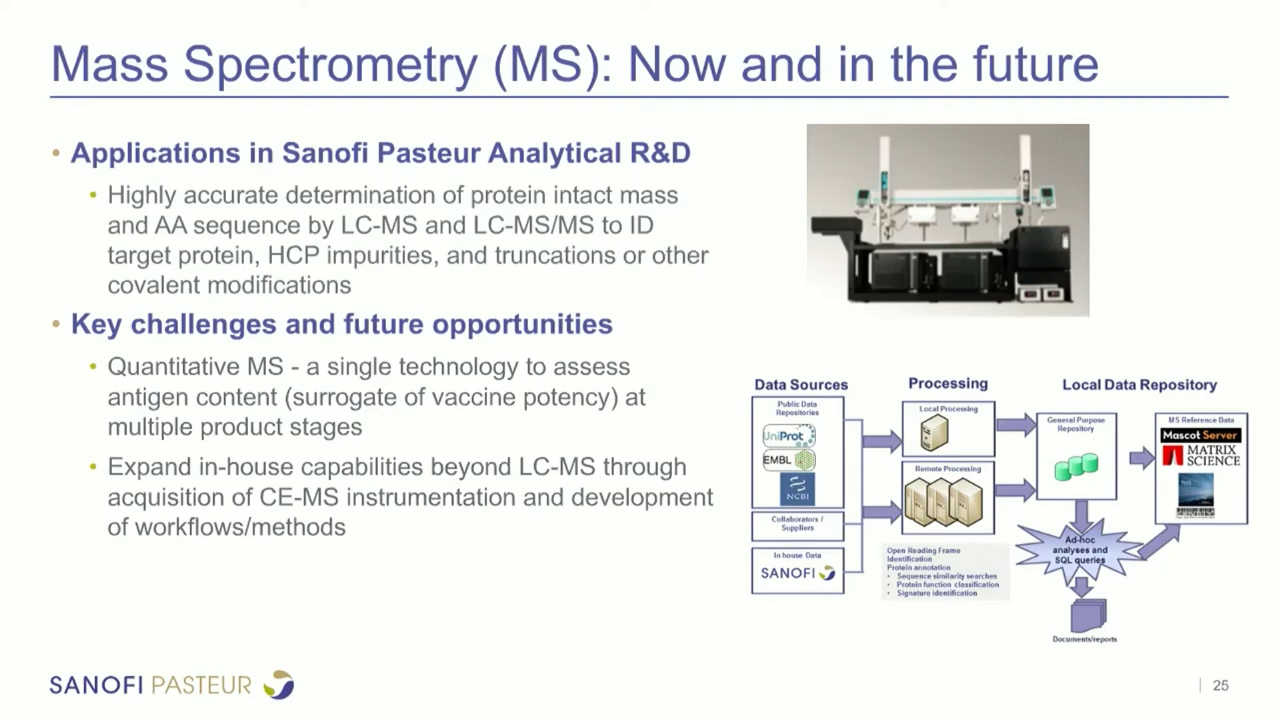 Mass Spectrometry (MS): Now and in the future
• Applications in Sanofi Pasteur Analytical R&D
• Highly accurate determination of protein intact mass
and AA sequence by LC-MS and LC-MS/MS to ID
target protein, HCP impurities, and truncations or other
covalent modifications
• Key challenges and future opportunities
• Quantitative MS - a single technology to assess
antigen content (surrogate of vaccine potency) at
multiple product stages
• Expand in-house capabilities beyond LC-MS through
acquisition of CE-MS instrumentation and development
of workflows/methods
Data Sources
Public Data
Repositories
UniProt
EMBL
NCBI
Collaborators /
Suppliers
In house Data
SANOFI
Processing
Local Processing
Remote Processing
Open Reading Frame
Identification
Protein annotation
• Sequence similarity searches
• Protein function classification
• Signature identification
Local Data Repository
General Purpose
Repository
MS Reference Data
Mascot Server
MATRIX
SCIENCE
Ad-hoc
analyses and
SQL queries
Documents/reports
SANOFI PASTEUR
25